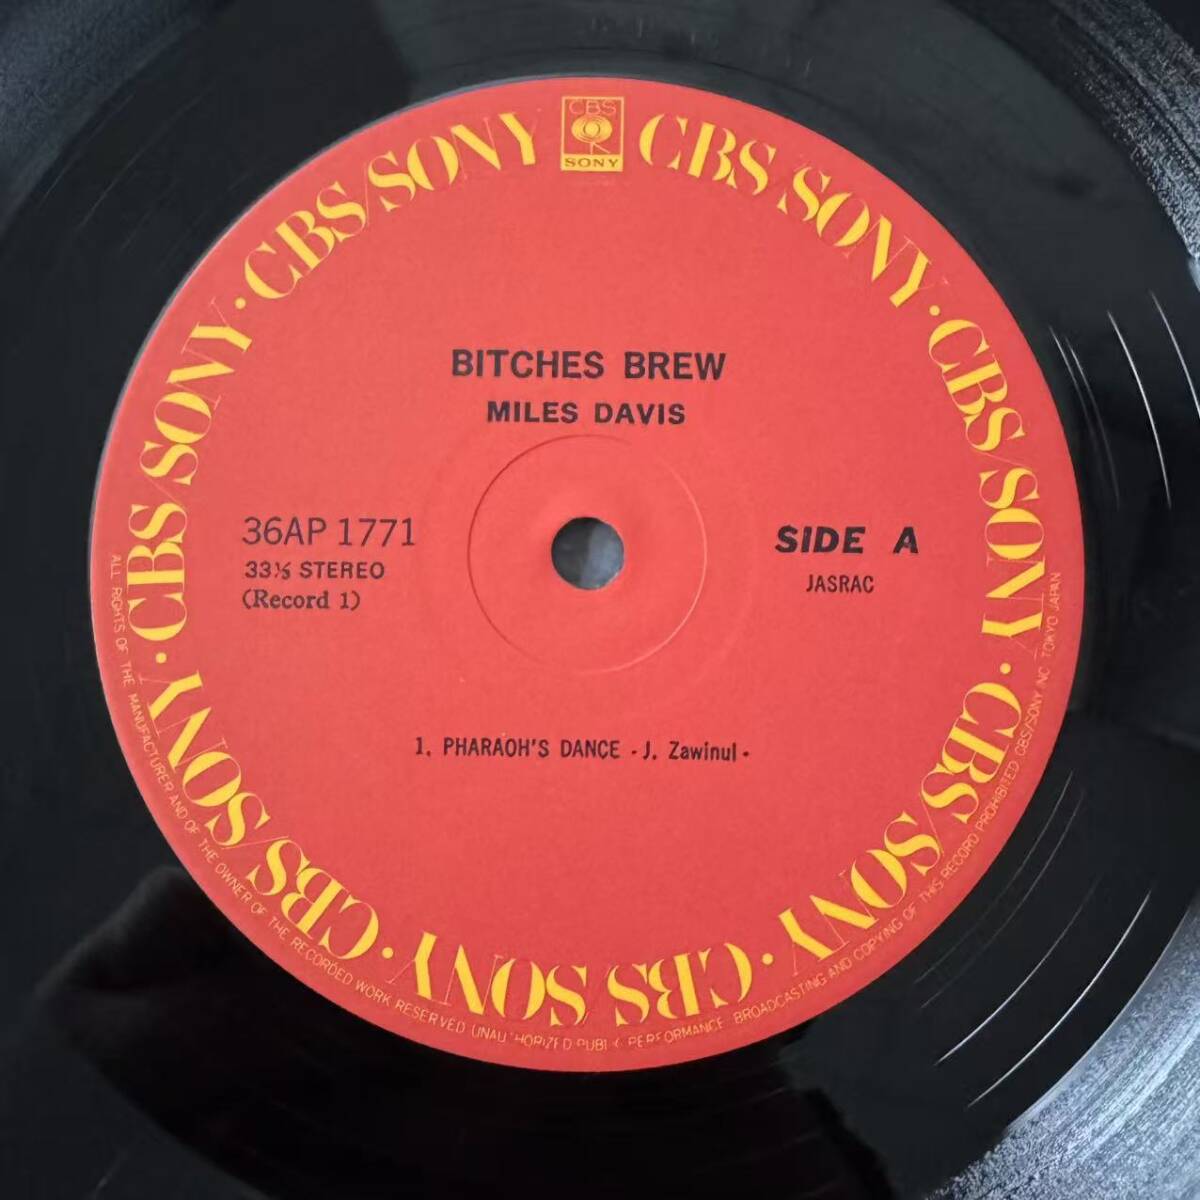 CBS
SONY
CBS/SONY · CBS/SONY · CBS/SONY · CBS/SONY · CBS/SONY · CBS/SONY · CBS/SONY
BITCHES BREW
MILES DAVIS
36AP 1771
33⅓ STEREO
(Record 1)
SIDE A
JASRAC
1. PHARAOH'S DANCE - J. Zawinul -
ALL RIGHTS OF THE MANUFACTURER AND OF THE OWNER OF THE RECORDED WORK RESERVED UNAUTHORIZED PUBLIC PERFORMANCE BROADCASTING AND COPYING OF THIS RECORD PROHIBITED CBS/SONY INC TOKYO JAPAN